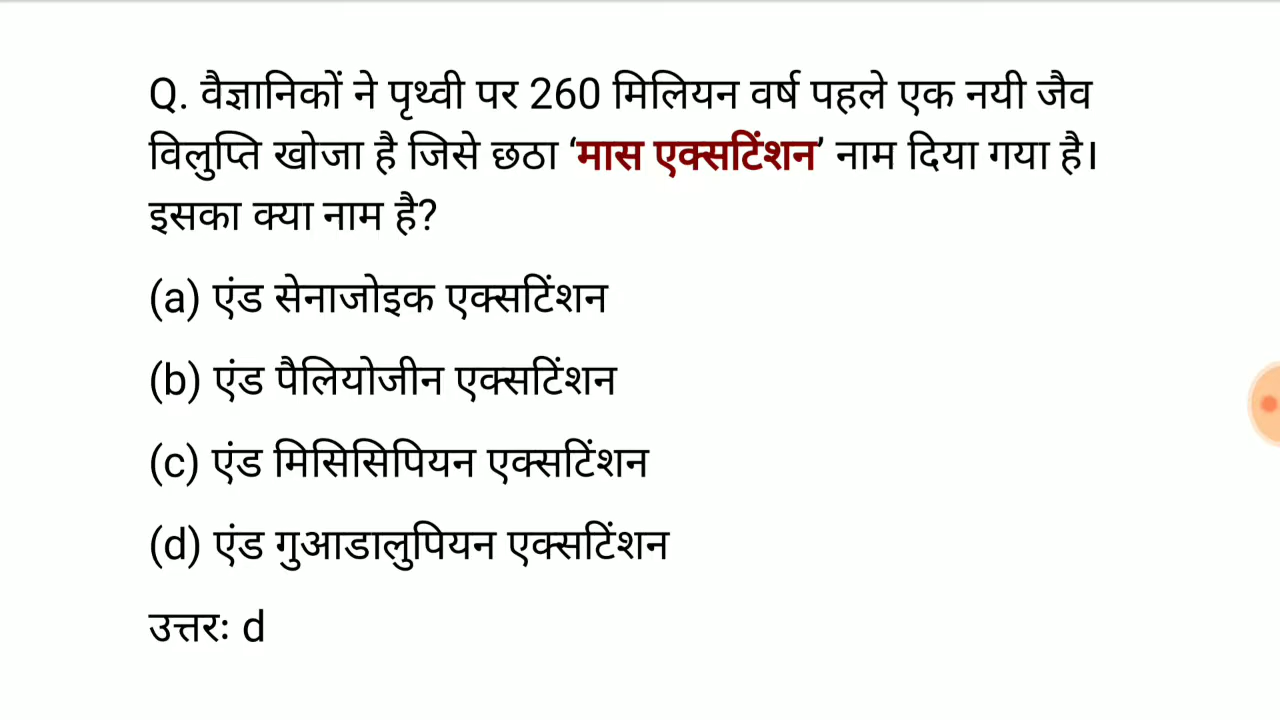 Q. वैज्ञानिकों ने पृथ्वी पर 260 मिलियन वर्ष पहले एक नयी जैव
विलुप्ति खोजा है जिसे छठा ‘मास एक्सटिंशन’ नाम दिया गया है।
इसका क्या नाम है?
(a) एंड सेनाजोइक एक्सटिंशन
(b) एंड पैलियोजीन एक्सटिंशन
(c) एंड मिसिसिपियन एक्सटिंशन
(d) एंड गुआडालुपियन एक्सटिंशन
उत्तरः d